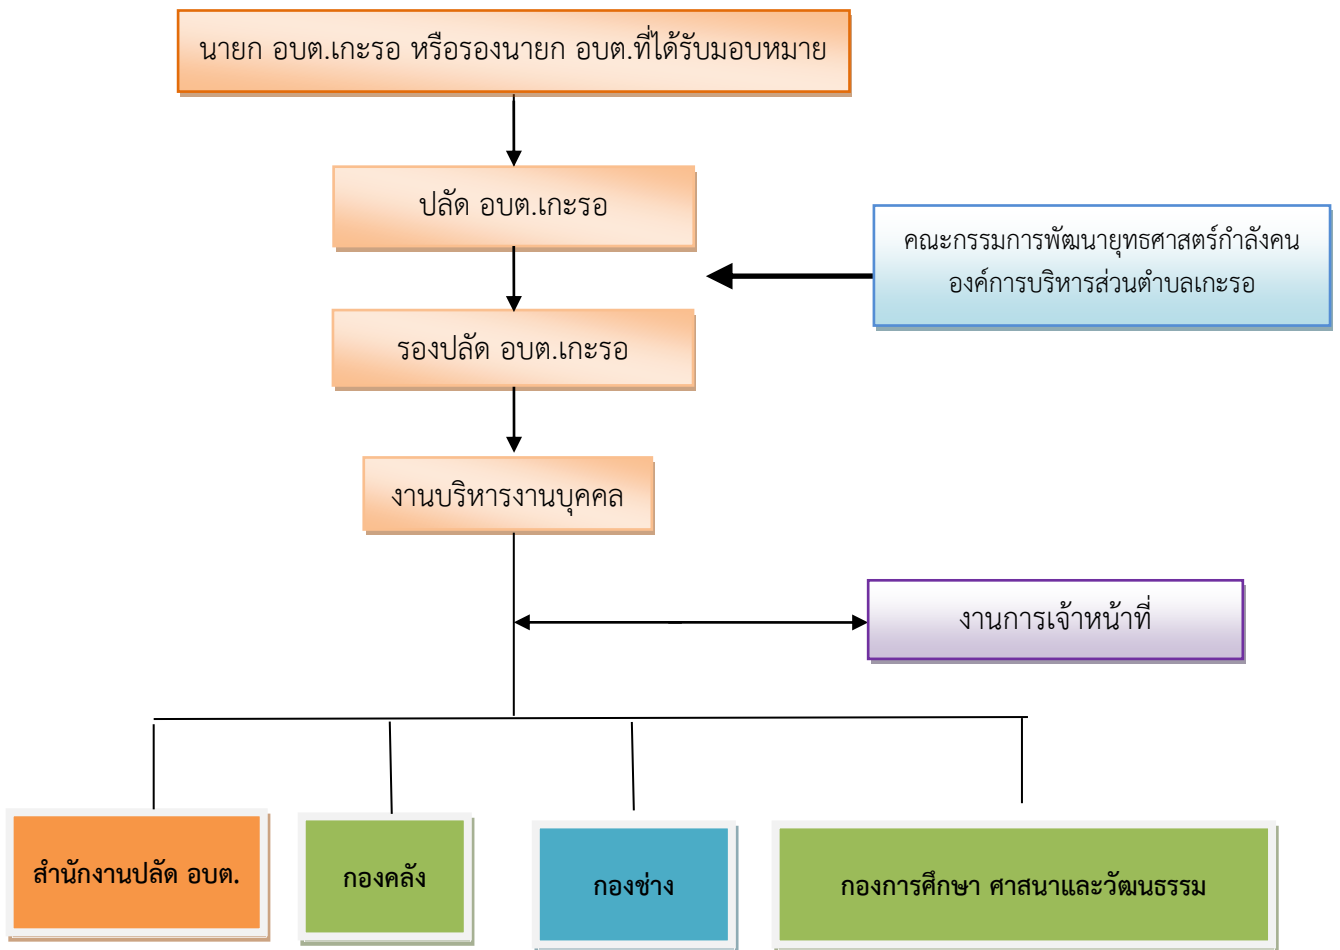 นายก อบต.เกะรอ หรือรองนายก อบต.ที่ได้รับมอบหมาย
ปลัด อบต.เกะรอ
คณะกรรมการพัฒนายุทธศาสตร์กำลังคน
องค์การบริหารส่วนตำบลเกะรอ
รองปลัด อบต.เกะรอ
งานบริหารงานบุคคล
งานการเจ้าหน้าที่
สำนักงานปลัด อบต.
กองคลัง
กองช่าง
กองการศึกษา ศาสนาและวัฒนธรรม